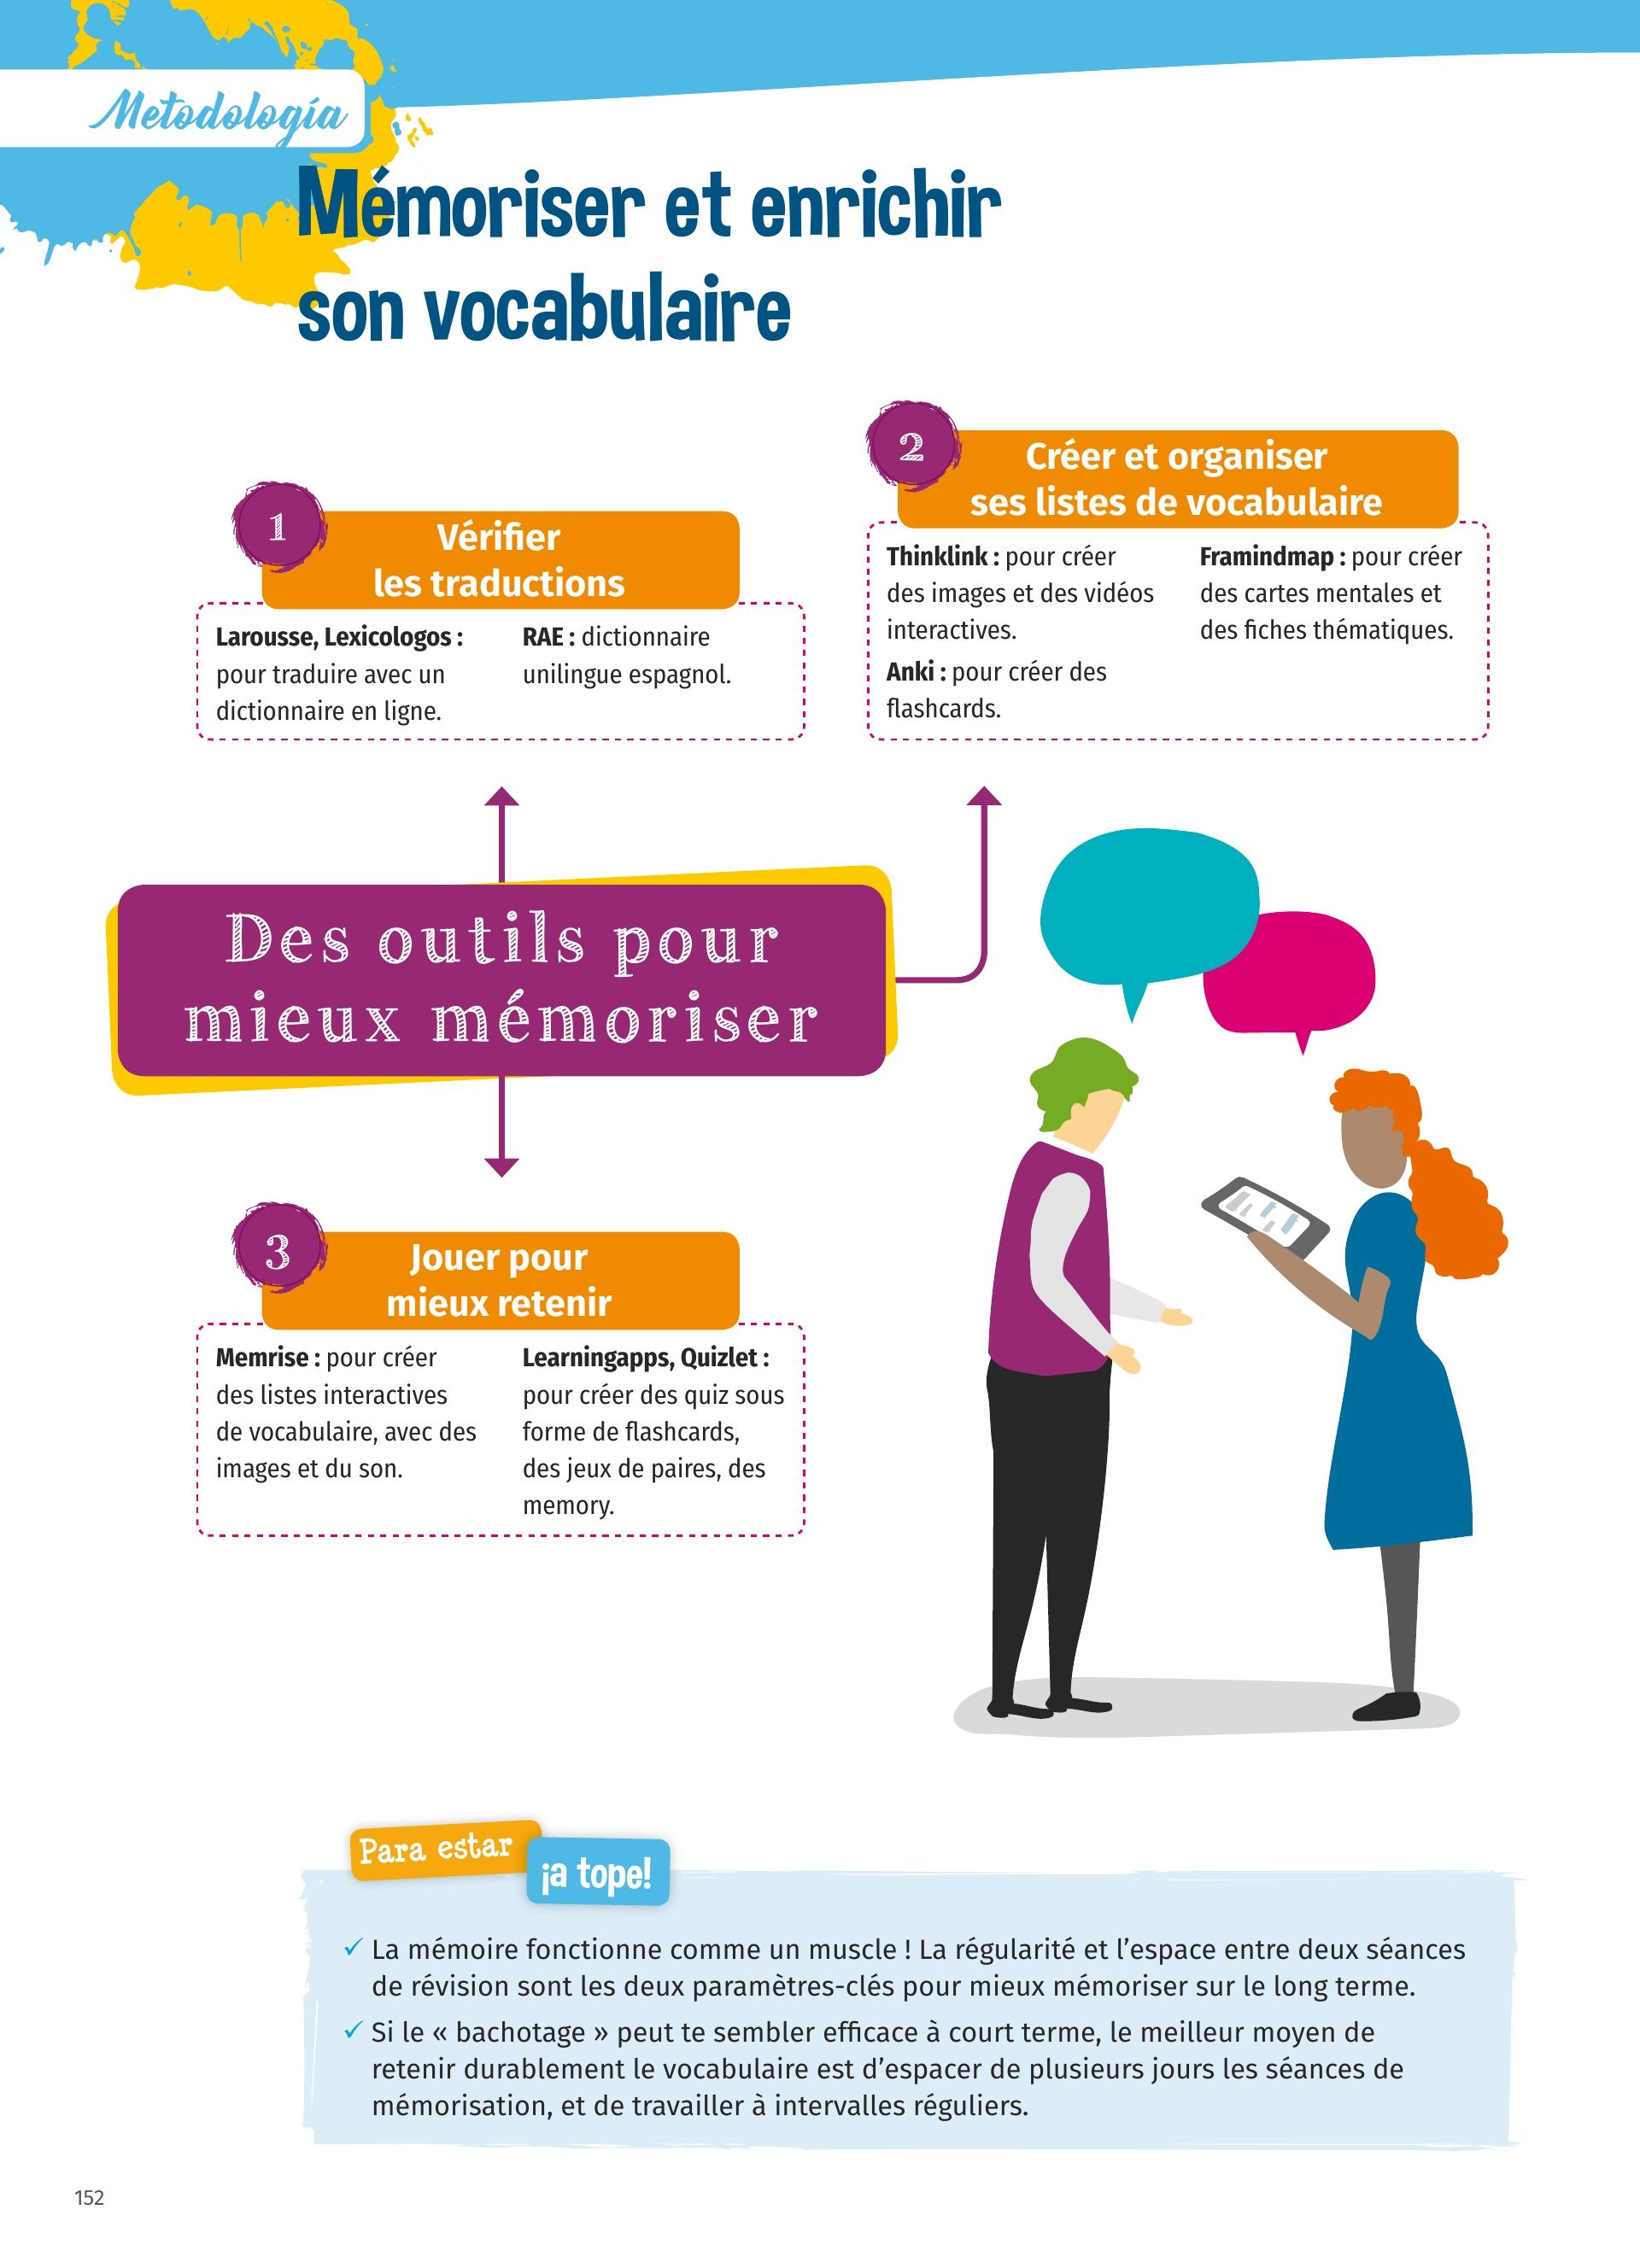 Metodología
Mémoriser et enrichir
son vocabulaire
1
Vérifier
les traductions
Larousse, Lexicologos :
pour traduire avec un
dictionnaire en ligne.
RAE : dictionnaire
unilingue espagnol.
2
Créer et organiser
ses listes de vocabulaire
Thinklink : pour créer
des images et des vidéos
interactives.
Anki : pour créer des
flashcards.
Framindmap : pour créer
des cartes mentales et
des fiches thématiques.
Des outils pour
mieux mémoriser
3
Jouer pour
mieux retenir
Memrise : pour créer
des listes interactives
de vocabulaire, avec des
images et du son.
Learningapps, Quizlet :
pour créer des quiz sous
forme de flashcards,
des jeux de paires, des
memory.
Para estar
¡a tope!
✓ La mémoire fonctionne comme un muscle ! La régularité et l’espace entre deux séances
de révision sont les deux paramètres-clés pour mieux mémoriser sur le long terme.
✓ Si le « bachotage » peut te sembler efficace à court terme, le meilleur moyen de
retenir durablement le vocabulaire est d’espacer de plusieurs jours les séances de
mémorisation, et de travailler à intervalles réguliers.
152